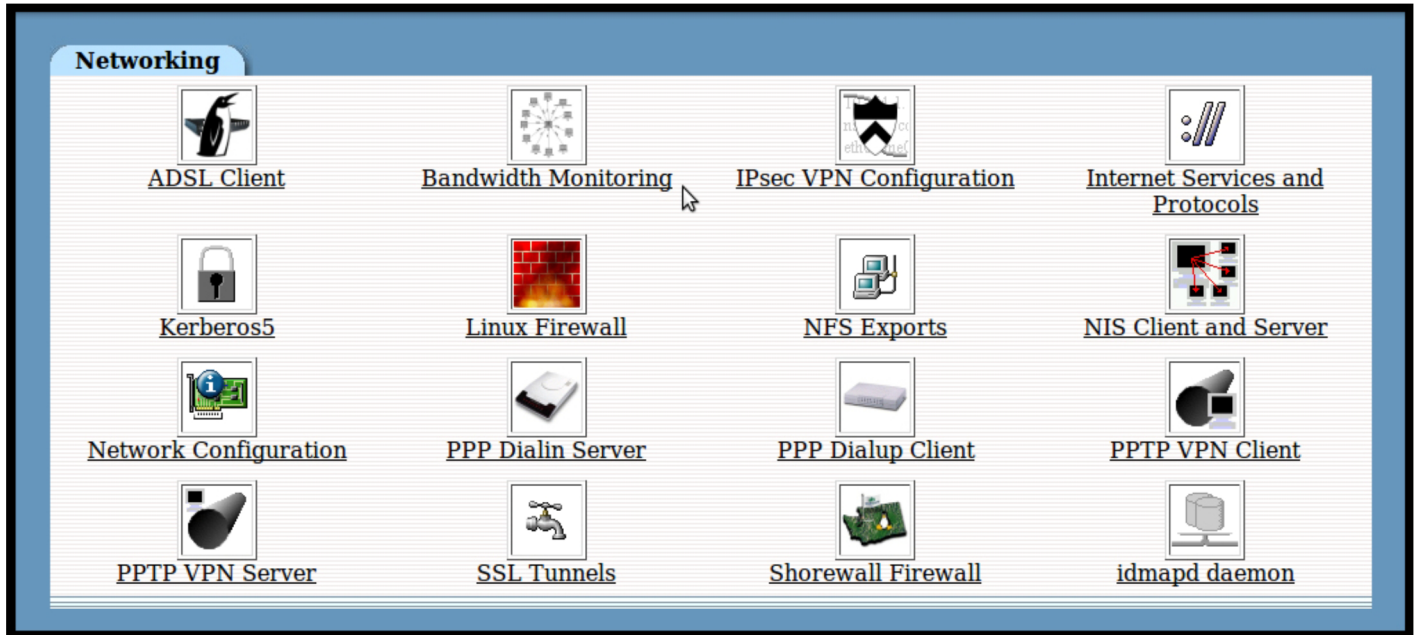 Networking
ADSL Client
Bandwidth Monitoring
IPsec VPN Configuration
Internet Services and
Protocols
Kerberos5
Linux Firewall
NFS Exports
NIS Client and Server
Network Configuration
PPP Dialin Server
PPP Dialup Client
PPTP VPN Client
PPTP VPN Server
SSL Tunnels
Shorewall Firewall
idmapd daemon